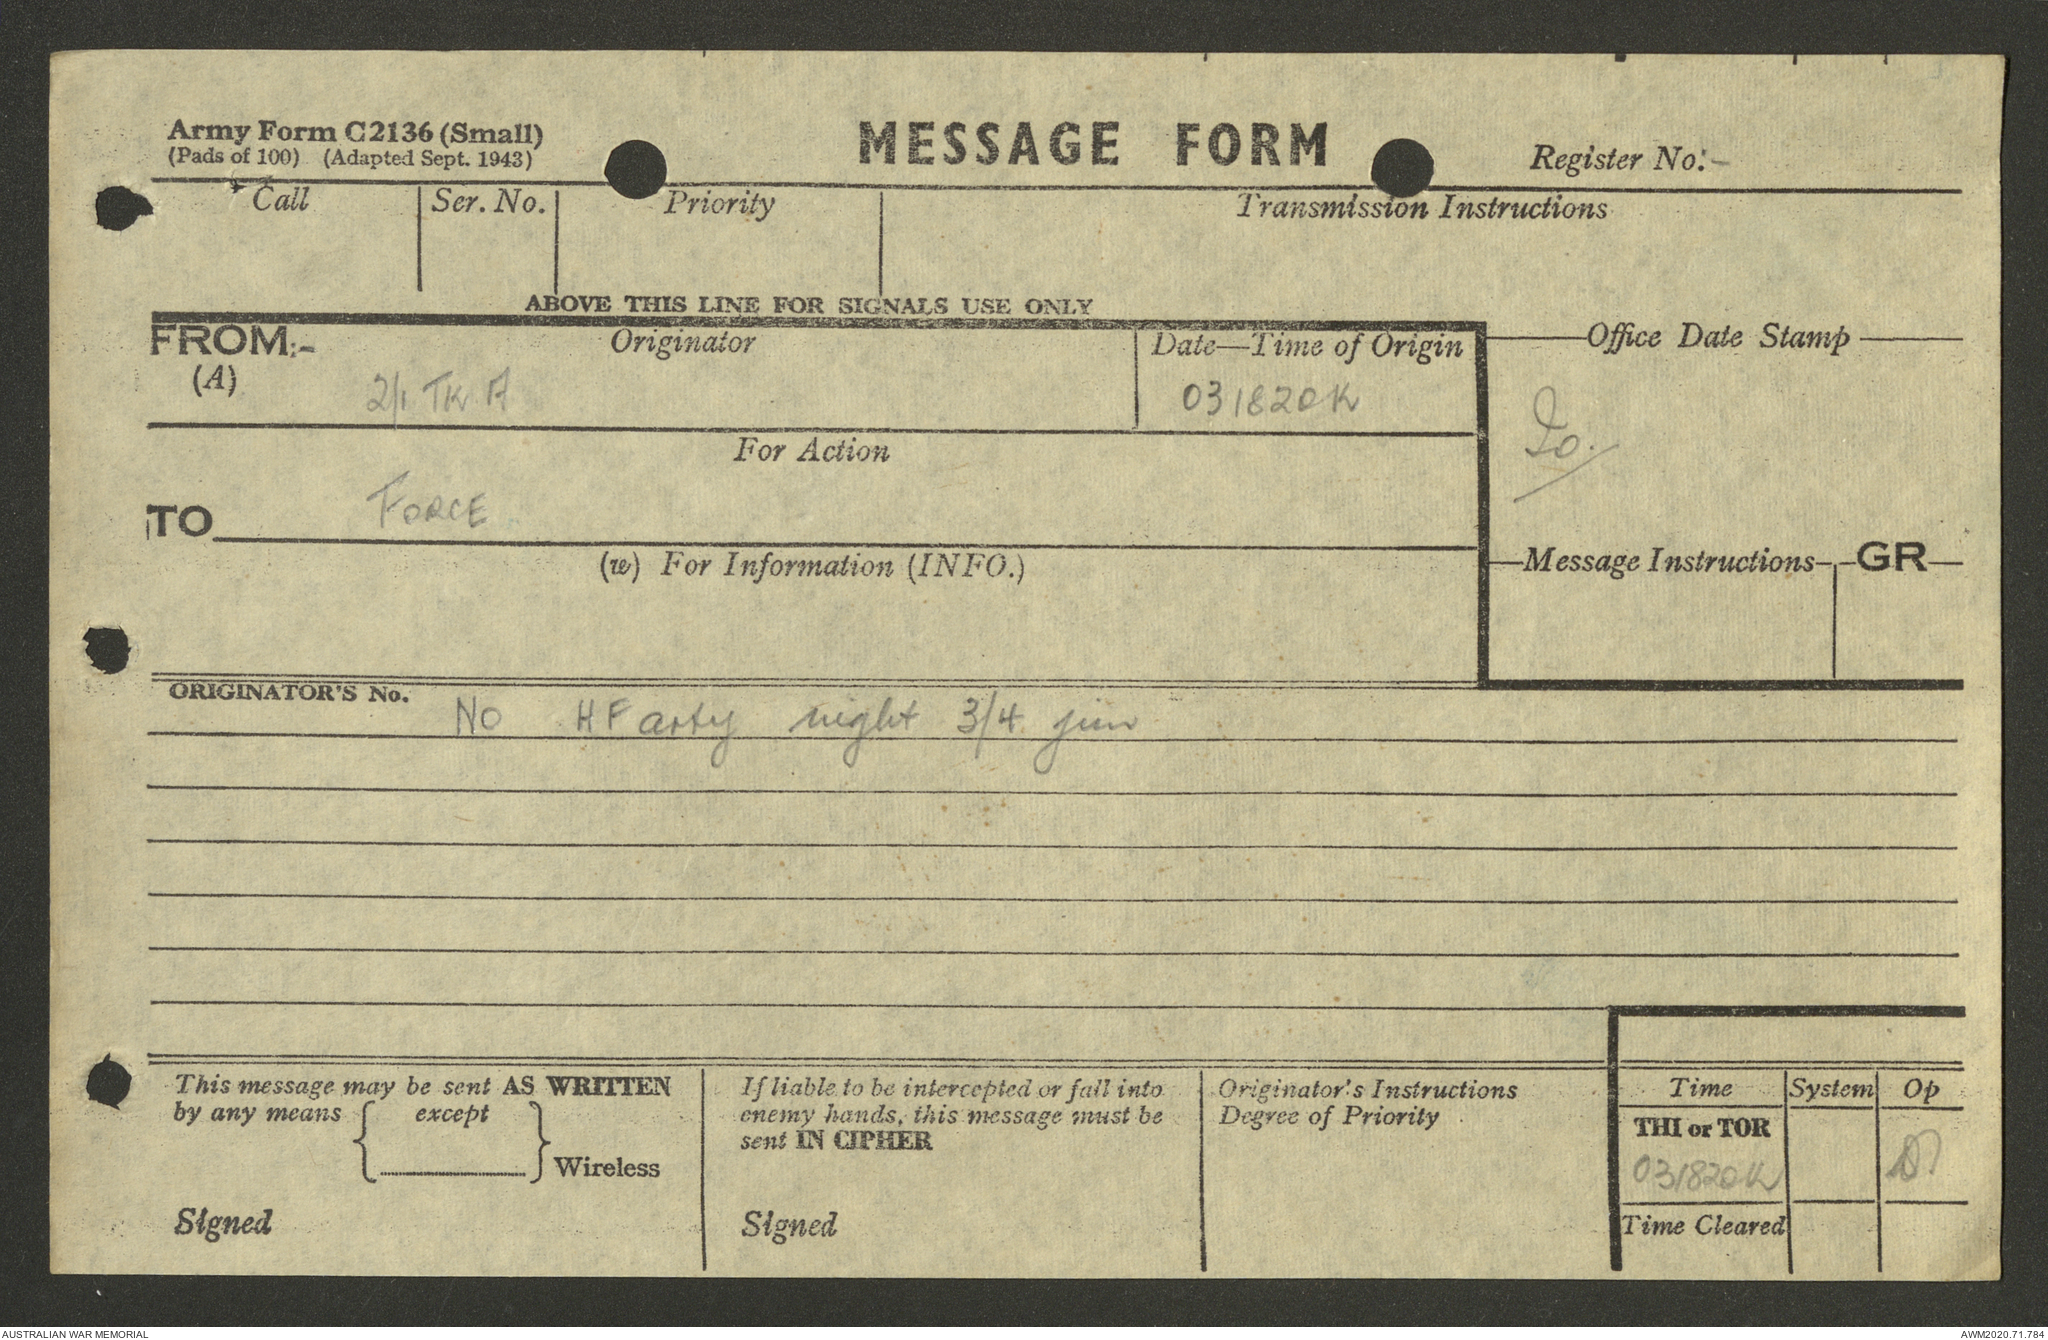 Army Form C2136 (Small)
(Pads of 100) (Adapted Sept. 1943)
MESSAGE FORM
Register No:-
Call
Ser. No.
Priority
Transmission Instructions
ABOVE THIS LINE FOR SIGNALS USE ONLY
FROM:-
(A)
Originator
Date—Time of Origin
Office Date Stamp
2/1 TK A
031820K
For Action
TO
FORCE
(w) For Information (INFO.)
Message Instructions
GR
ORIGINATOR'S No.
No HF arty night 3/4 jun
This message may be sent AS WRITTEN
by any means { except
} Wireless
Signed
If liable to be intercepted or fall into
enemy hands, this message must be
sent IN CIPHER
Signed
Originator's Instructions
Degree of Priority
Time
System
Op
THI or TOR
031820K
Time Cleared
AUSTRALIAN WAR MEMORIAL
AWM2020.71.784